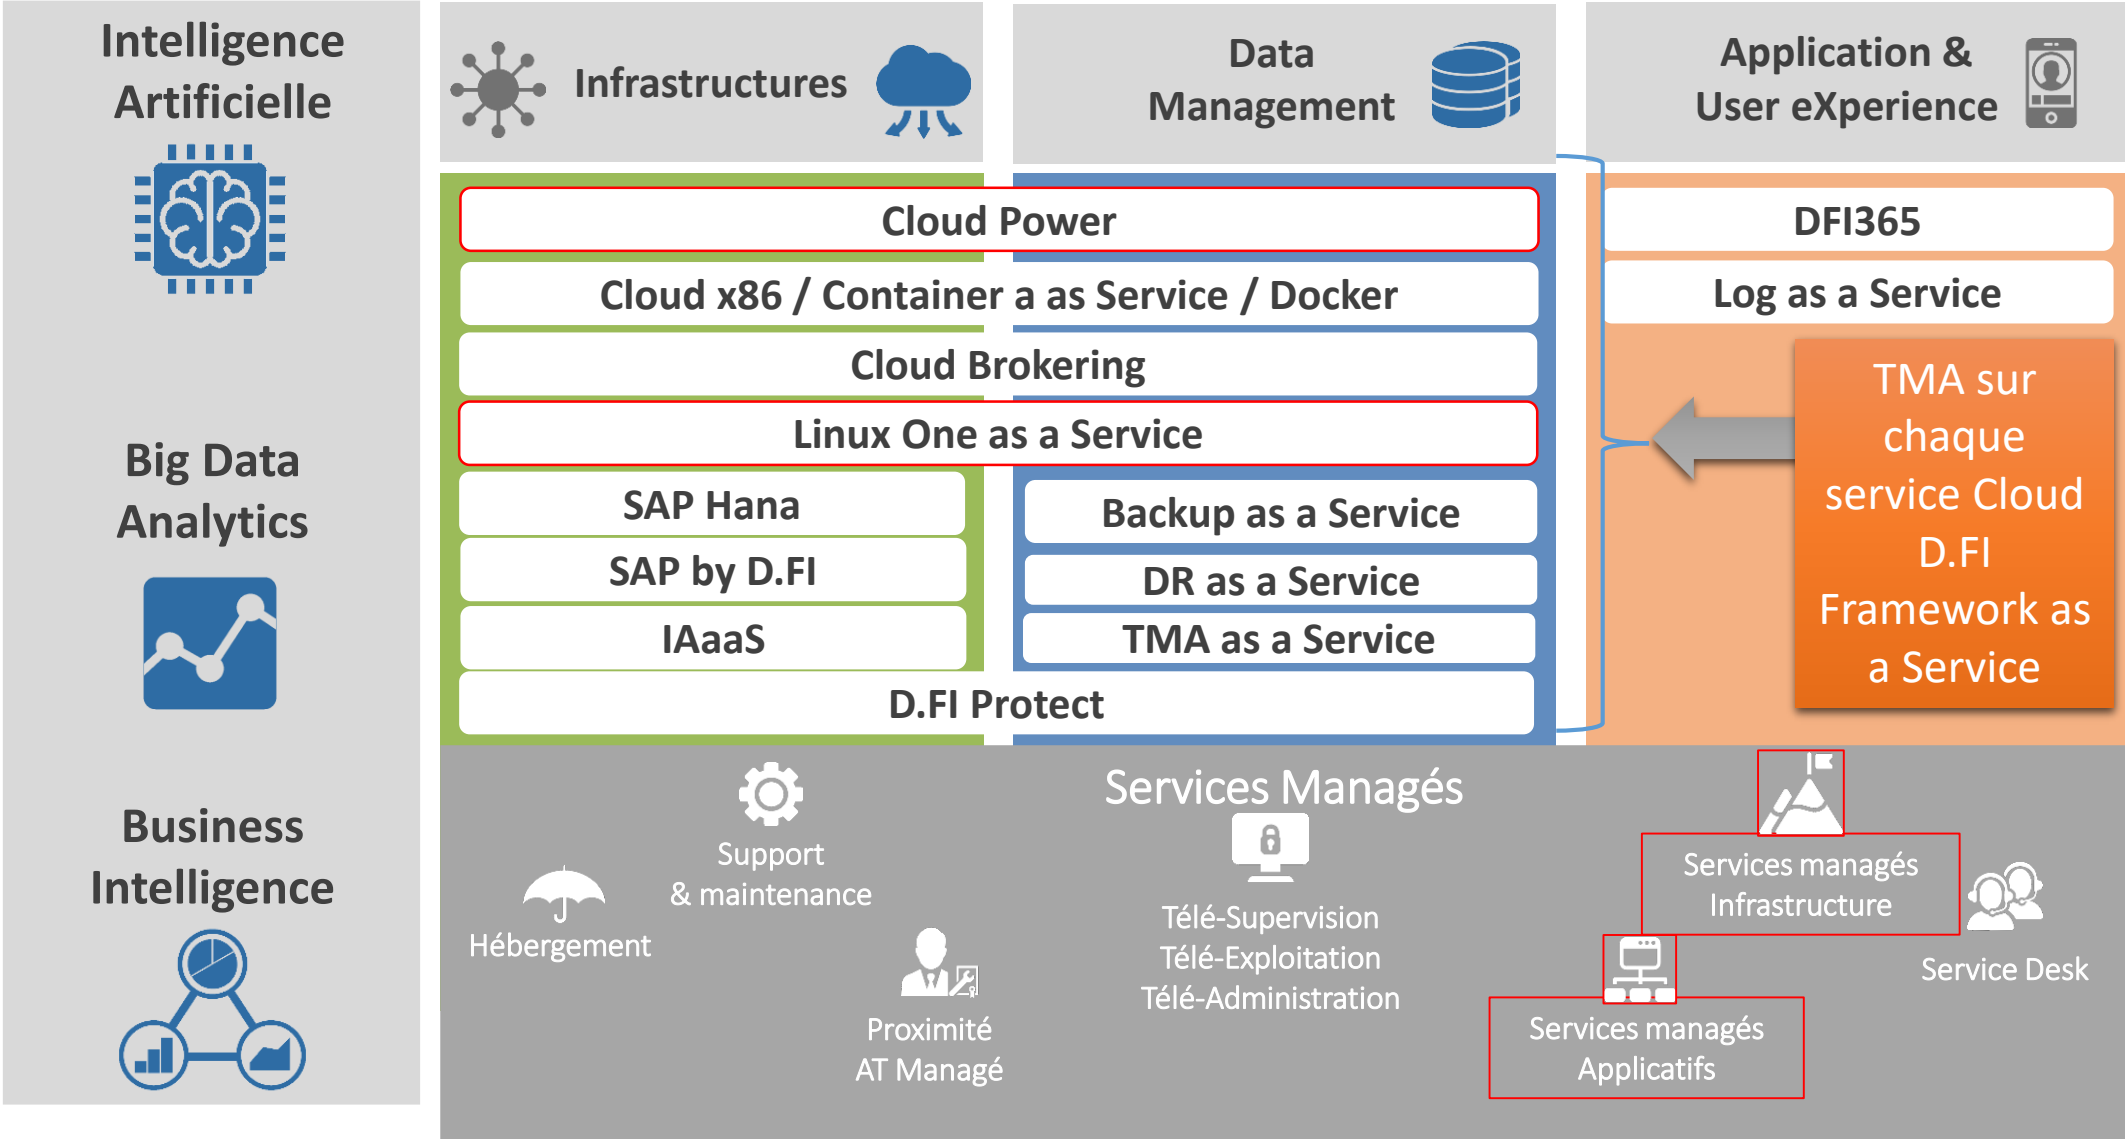 Intelligence
Artificielle
Big Data
Analytics
Business
Intelligence
Infrastructures
Data
Management
Application &
User eXperience
Cloud Power
Cloud x86 / Container a as Service / Docker
Cloud Brokering
Linux One as a Service
SAP Hana
SAP by D.FI
IAaaS
Backup as a Service
DR as a Service
TMA as a Service
D.FI Protect
DFI365
Log as a Service
TMA sur
chaque
service Cloud
D.FI
Framework as
a Service
Services Managés
Hébergement
Support
& maintenance
Proximité
AT Managé
Télé-Supervision
Télé-Exploitation
Télé-Administration
Services managés
Infrastructure
Services managés
Applicatifs
Service Desk